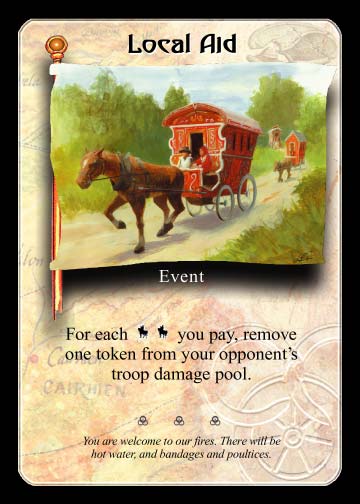 Local Aid
Event
For each you pay, remove
one token from your opponent's
troop damage pool.
Cairhien
CAIRHIEN
You are welcome to our fires. There will be
hot water, and bandages and poultices.